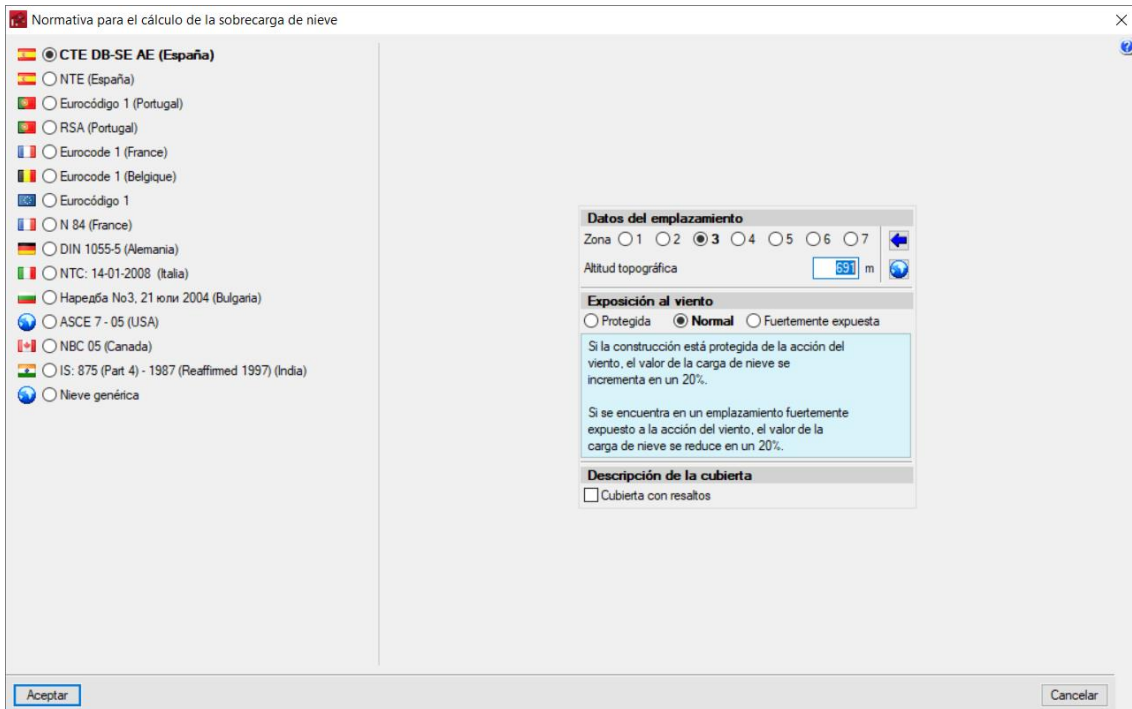 Normativa para el cálculo de la sobrecarga de nieve
CTE DB-SE AE (España)
NTE (España)
Eurocódigo 1 (Portugal)
RSA (Portugal)
Eurocode 1 (France)
Eurocode 1 (Belgique)
Eurocódigo 1
N 84 (France)
DIN 1055-5 (Alemania)
NTC: 14-01-2008 (Italia)
Наредба No3, 21 юли 2004 (Bulgaria)
ASCE 7 - 05 (USA)
NBC 05 (Canada)
IS: 875 (Part 4) - 1987 (Reaffirmed 1997) (India)
Nieve genérica
Datos del emplazamiento
Zona 1 2 3 4 5 6 7
Altitud topográfica 691 m
Exposición al viento
Protegida Normal Fuertemente expuesta
Si la construcción está protegida de la acción del
viento, el valor de la carga de nieve se
incrementa en un 20%.
Si se encuentra en un emplazamiento fuertemente
expuesto a la acción del viento, el valor de la
carga de nieve se reduce en un 20%.
Descripción de la cubierta
Cubierta con resaltos
Aceptar
Cancelar